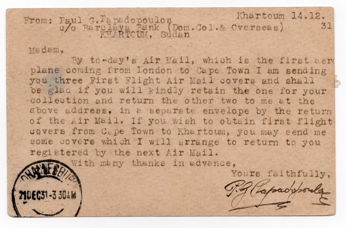 From: Paul G.Papadopoulos Khartoum 14.12.
c/o Barclays Bank (Dom.Col.& Overseas) 31
KHARTOUM, Sudan
Madam,
By to-day's Air Mail, which is the first aero
plane coming from London to Cape Town I am sending
you three First Flight Air Mail covers and shall
be glad if you will kindly retain the one for your
collection and return the other two to me at the
above address, in a separate envelope by the return
of the Air Mail. If you wish to obtain first flight
covers from Cape Town to Khartoum, you may send me
some covers which I will arrange to return to you
registered by the next Air Mail.
With many thanks in advance,
Yours faithfully,
P.G. Papadopoulos
21DEC31-3 30AM